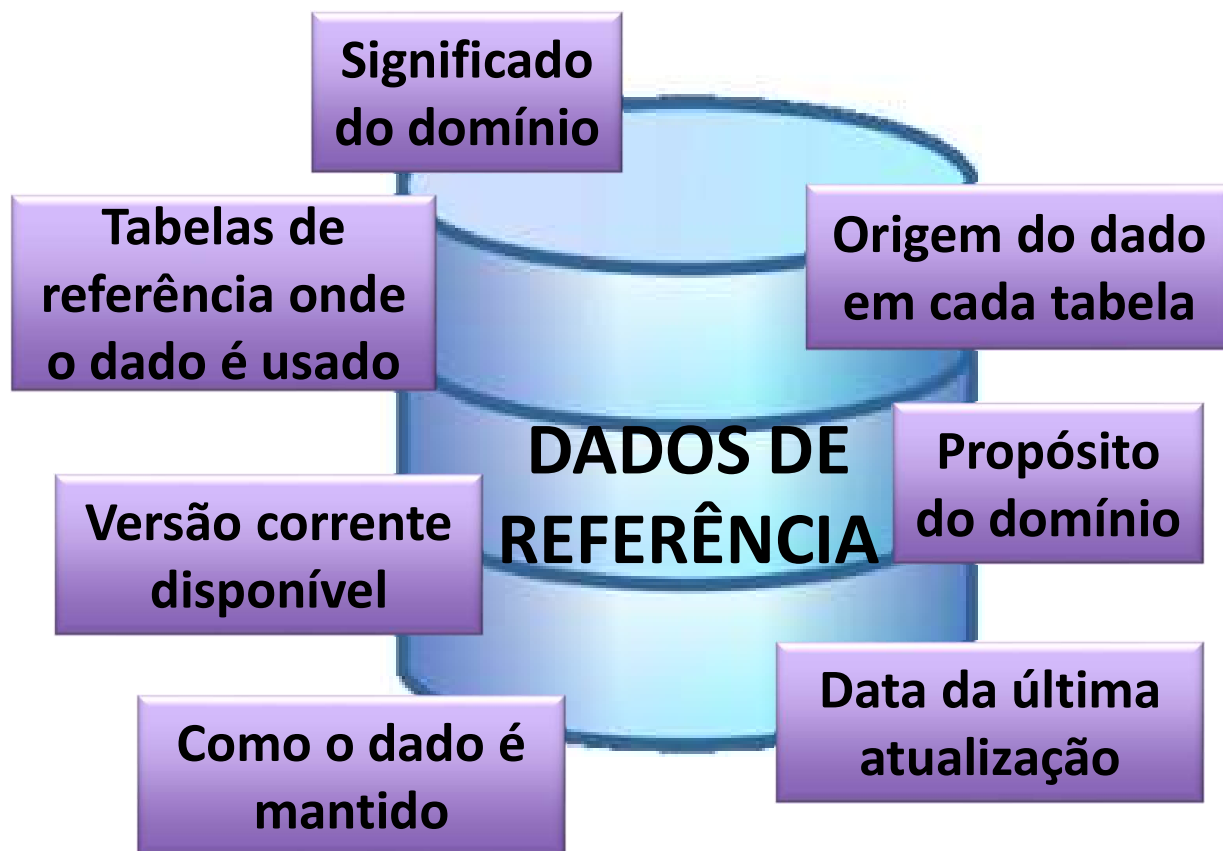 Significado
do domínio
Tabelas de
referência onde
o dado é usado
Origem do dado
em cada tabela
DADOS DE
REFERÊNCIA
Propósito
do domínio
Versão corrente
disponível
Data da última
atualização
Como o dado é
mantido